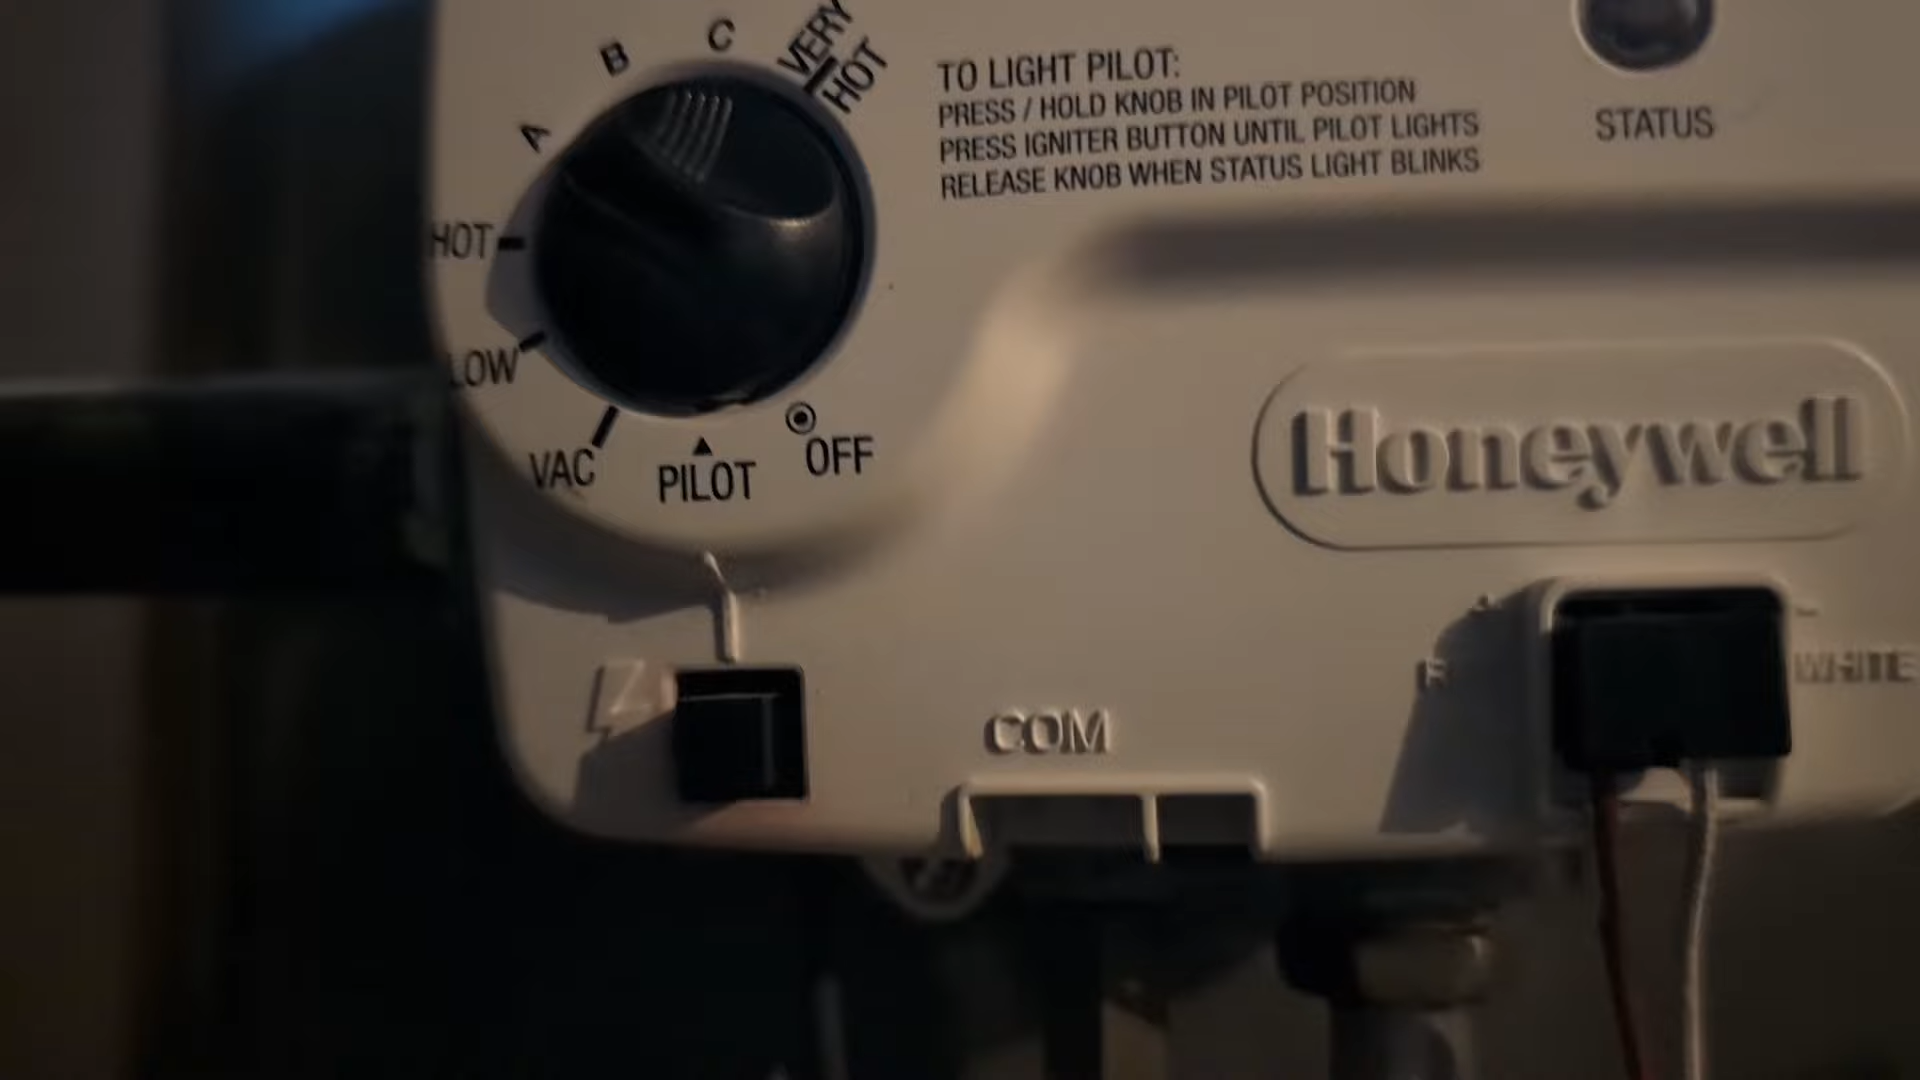 C
VERY
HOT
B
A
HOT
LOW
VAC
PILOT
OFF
TO LIGHT PILOT:
PRESS / HOLD KNOB IN PILOT POSITION
PRESS IGNITER BUTTON UNTIL PILOT LIGHTS
RELEASE KNOB WHEN STATUS LIGHT BLINKS
STATUS
Honeywell
COM
WHITE